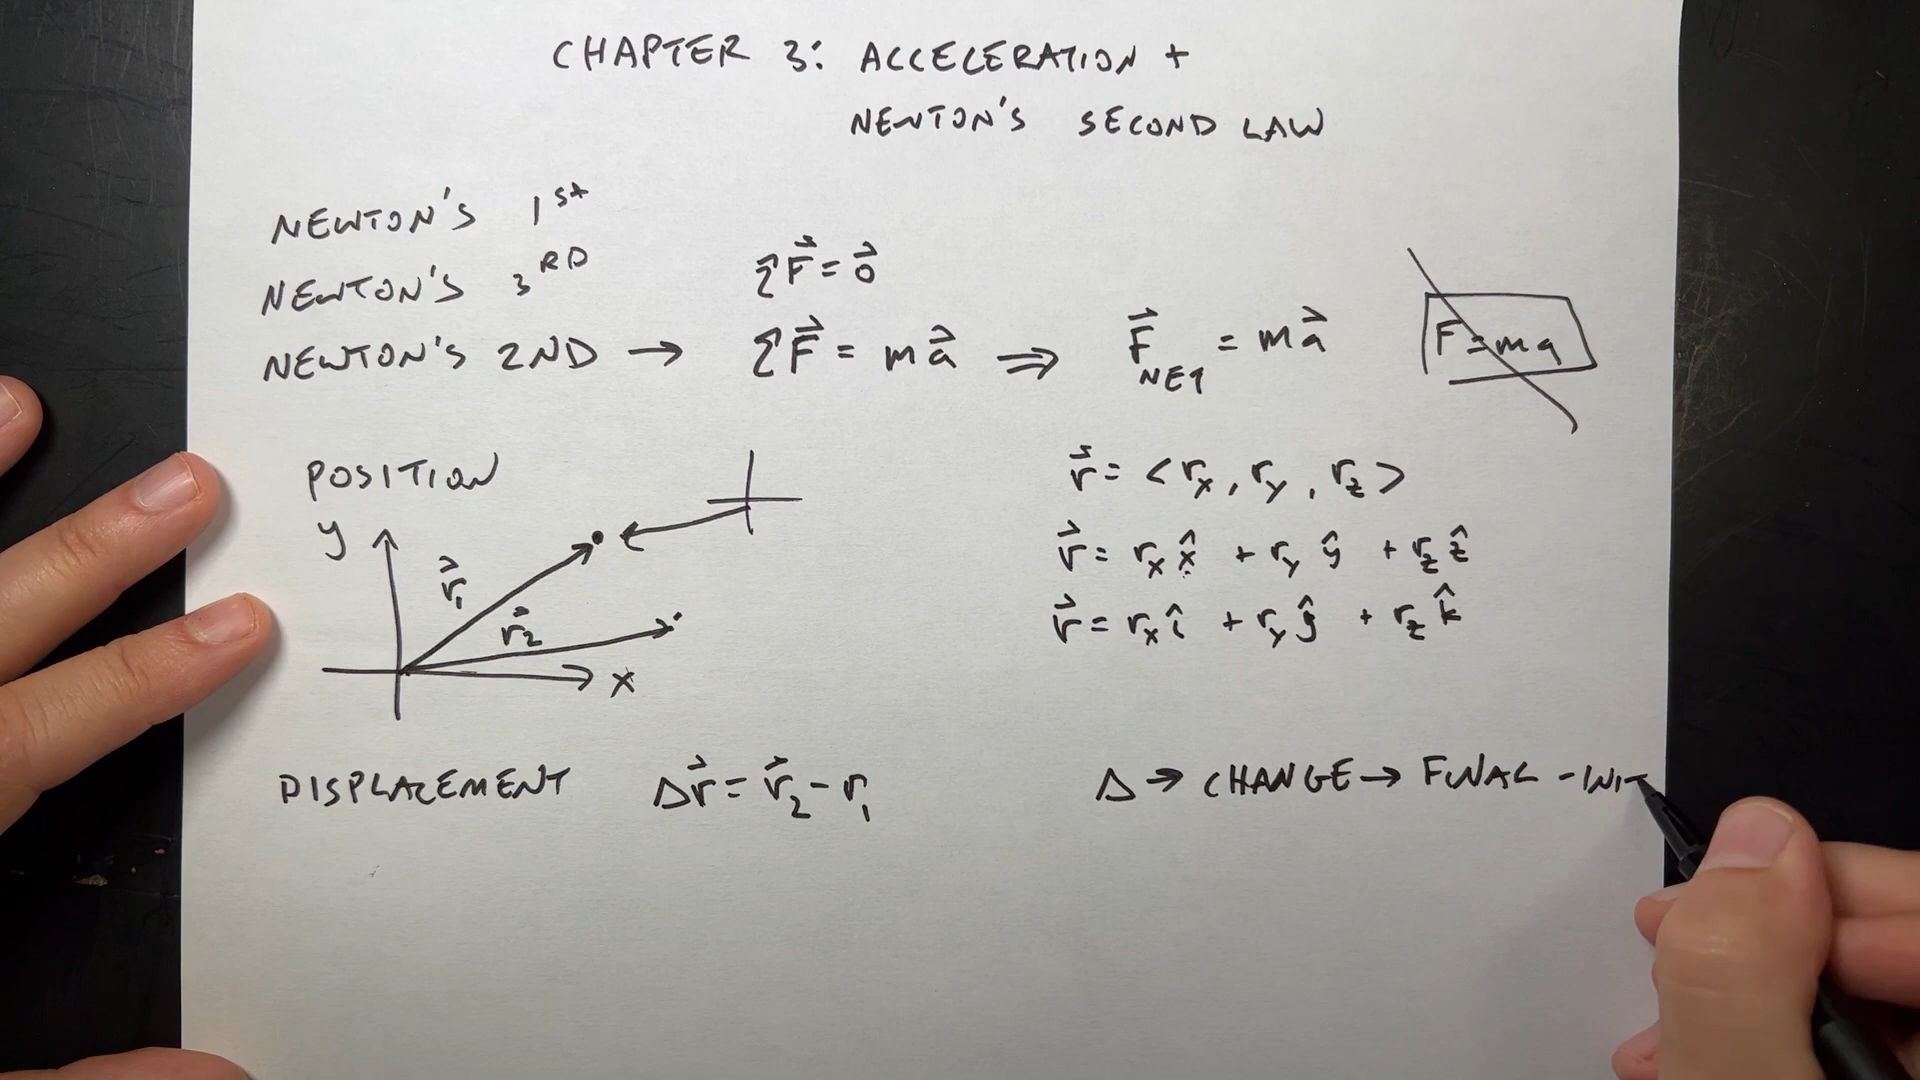 CHAPTER 3: ACCELERATION +
NEWTON'S SECOND LAW
NEWTON'S 1ST
NEWTON'S 3RD
ΣF⃗ = 0⃗
NEWTON'S 2ND → ΣF⃗ = ma⃗ ⇒ F⃗NET = ma⃗
F = ma
POSITION
y
r⃗₁
r⃗₂
x
r⃗ = <rx, ry, rz>
r⃗ = rx x̂ + ry ŷ + rz ẑ
r⃗ = rx î + ry ĵ + rz k̂
DISPLACEMENT Δr⃗ = r⃗₂ - r₁
Δ → CHANGE → FINAL - INIT